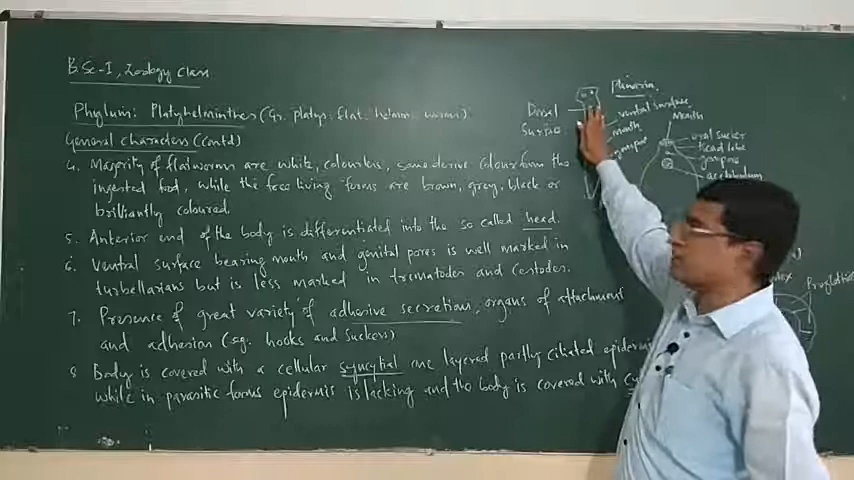 B.Sc-I, Zoology Class
Phylum: Platyhelminthes (Gr. platys: flat, helmin: worms)
General characters (Contd)
4. Majority of flatworms are white, colourless, some derive colour from the
ingested food, while the free living forms are brown, grey, black or
brilliantly coloured.
5. Anterior end of the body is differentiated into the so called head.
6. Ventral surface bearing mouth and genital pores is well marked in
turbellarians but is less marked in trematodes and cestodes.
7. Presence of great variety of adhesive secretion, organs of attachment
and adhesion (eg. hooks and suckers)
8 Body is covered with a cellular syncytial one layered partly ciliated epidermis
while in parasitic forms epidermis is lacking and the body is covered with
Planaria
Dorsal
Surface
ventral surface
mouth
gonopore
Mouth
oral sucker
head lobe
gonopore
acetabulum
Proglottids